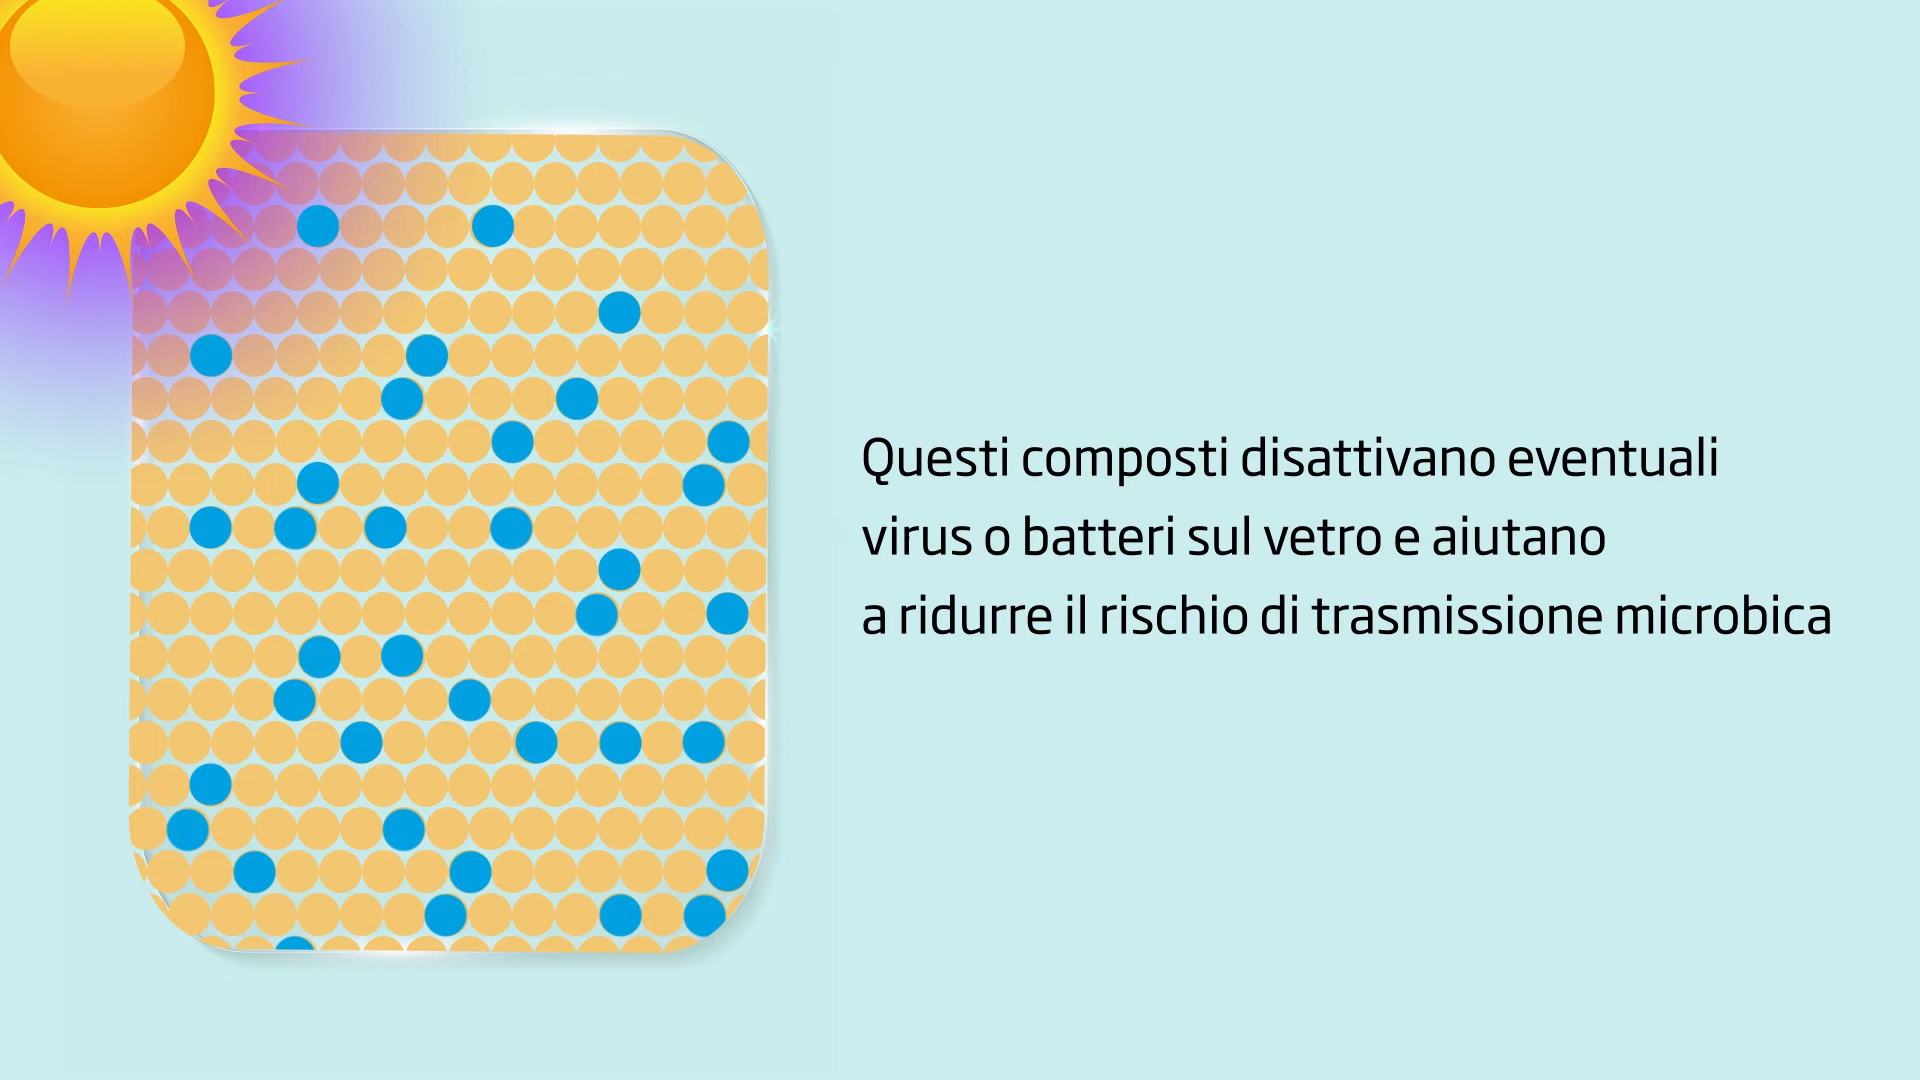 Questi composti disattivano eventuali
virus o batteri sul vetro e aiutano
a ridurre il rischio di trasmissione microbica